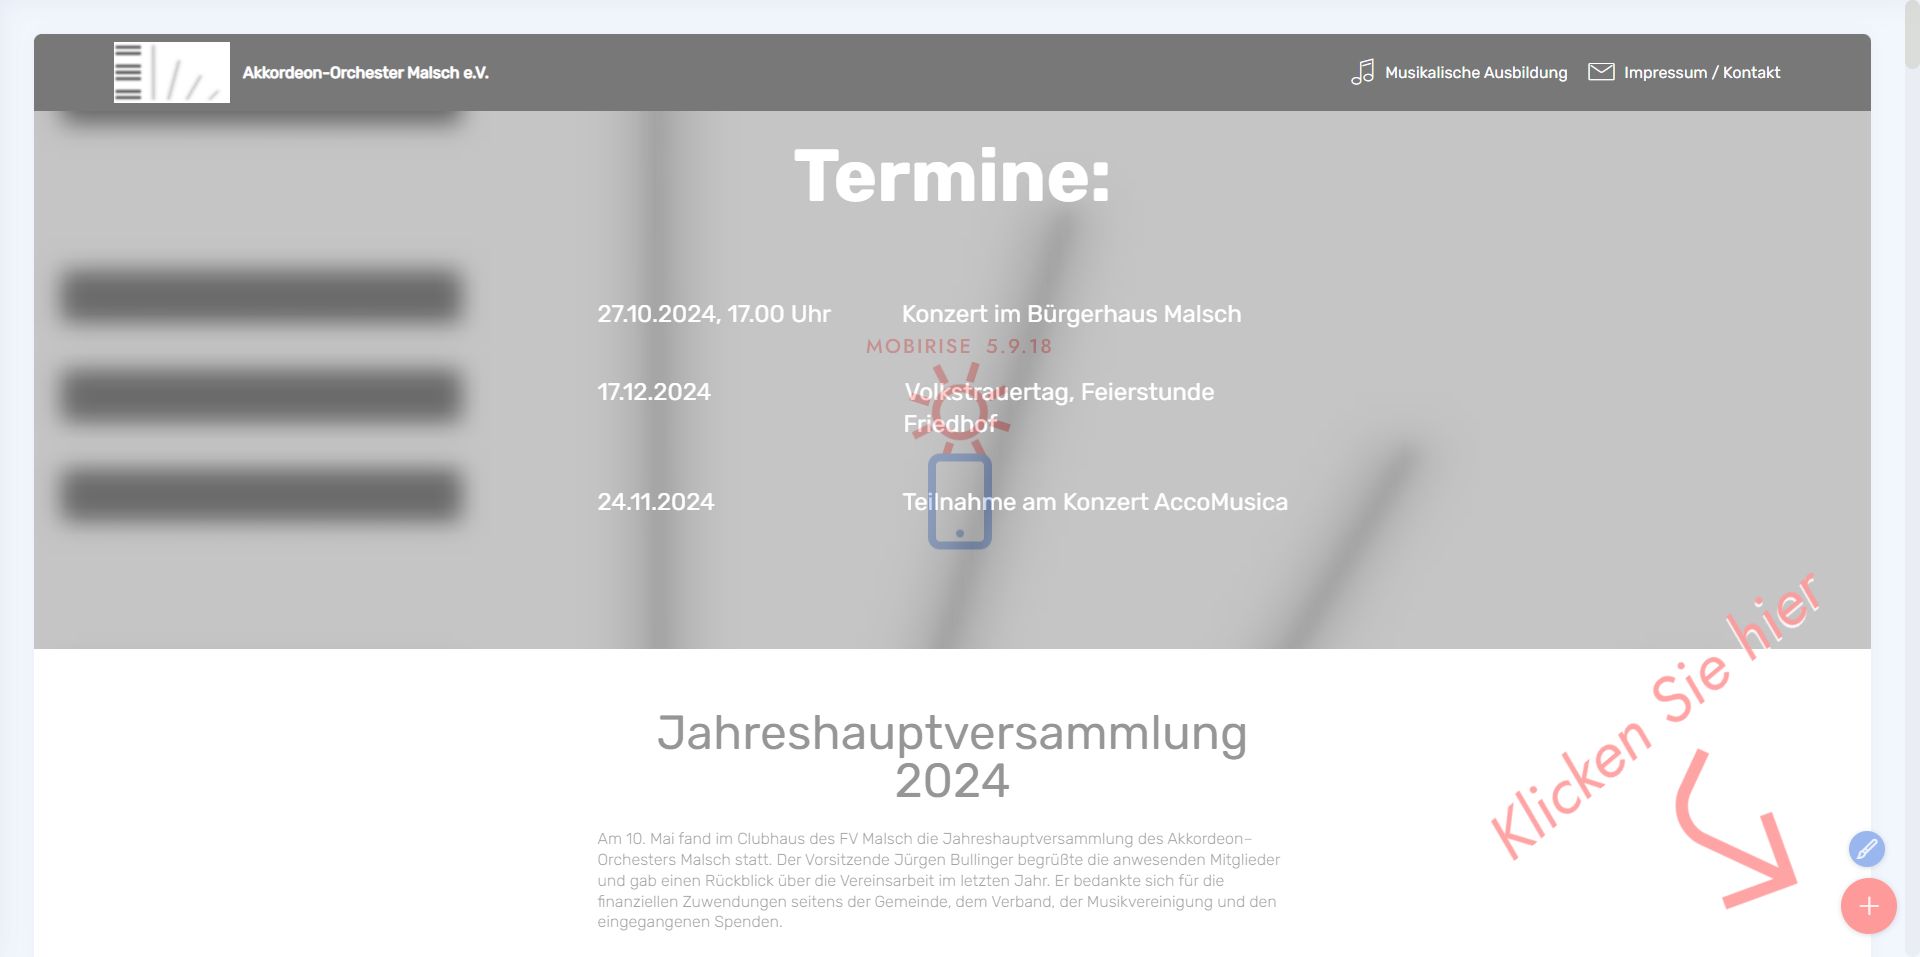 Akkordeon-Orchester Malsch e.V.
Musikalische Ausbildung
Impressum / Kontakt
Termine:
27.10.2024, 17.00 Uhr
Konzert im Bürgerhaus Malsch
MOBIRISE 5.9.18
17.12.2024
Volkstrauertag, Feierstunde
Friedhof
24.11.2024
Teilnahme am Konzert AccoMusica
Klicken Sie hier
Jahreshauptversammlung
2024
Am 10. Mai fand im Clubhaus des FV Malsch die Jahreshauptversammlung des Akkordeon-
Orchesters Malsch statt. Der Vorsitzende Jürgen Bullinger begrüßte die anwesenden Mitglieder
und gab einen Rückblick über die Vereinsarbeit im letzten Jahr. Er bedankte sich für die
finanziellen Zuwendungen seitens der Gemeinde, dem Verband, der Musikvereinigung und den
eingegangenen Spenden.